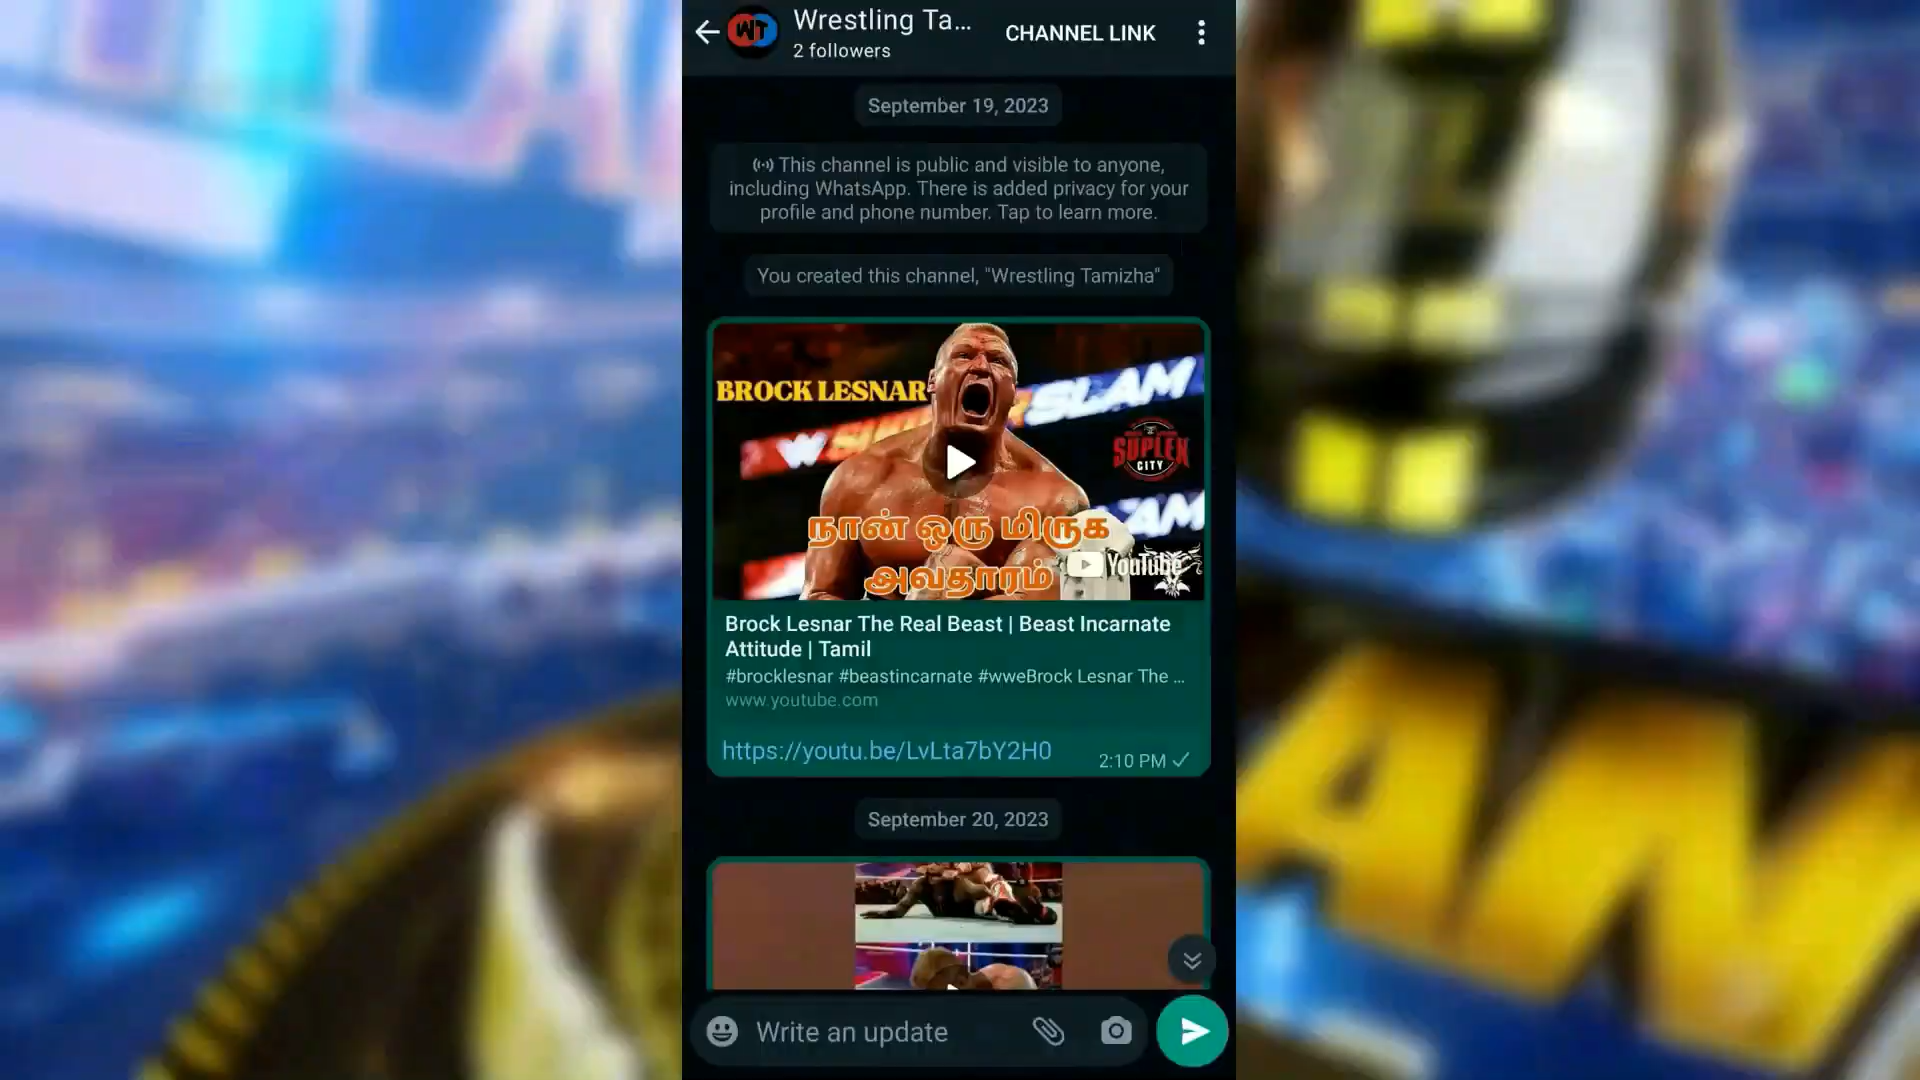 WT
Wrestling Ta...
CHANNEL LINK
2 followers
September 19, 2023
This channel is public and visible to anyone,
including WhatsApp. There is added privacy for your
profile and phone number. Tap to learn more.
You created this channel, "Wrestling Tamizha"
BROCK LESNAR
SLAM
W
SUPLEX
CITY
நான் ஒரு மிருக
அவதாரம்
YouTube
Brock Lesnar The Real Beast | Beast Incarnate
Attitude | Tamil
#brocklesnar #beastincarnate #wweBrock Lesnar The ...
www.youtube.com
https://youtu.be/LvLta7bY2H0
2:10 PM
September 20, 2023
Write an update